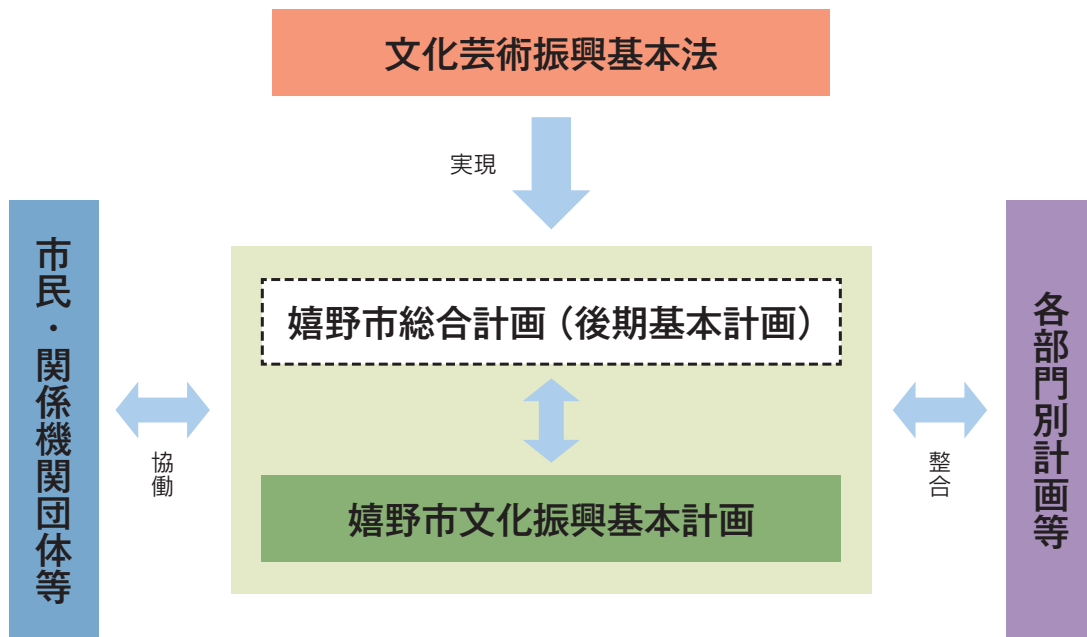 文化芸術振興基本法
実現
市民・関係機関団体等
協働
嬉野市総合計画（後期基本計画）
嬉野市文化振興基本計画
整合
各部門別計画等